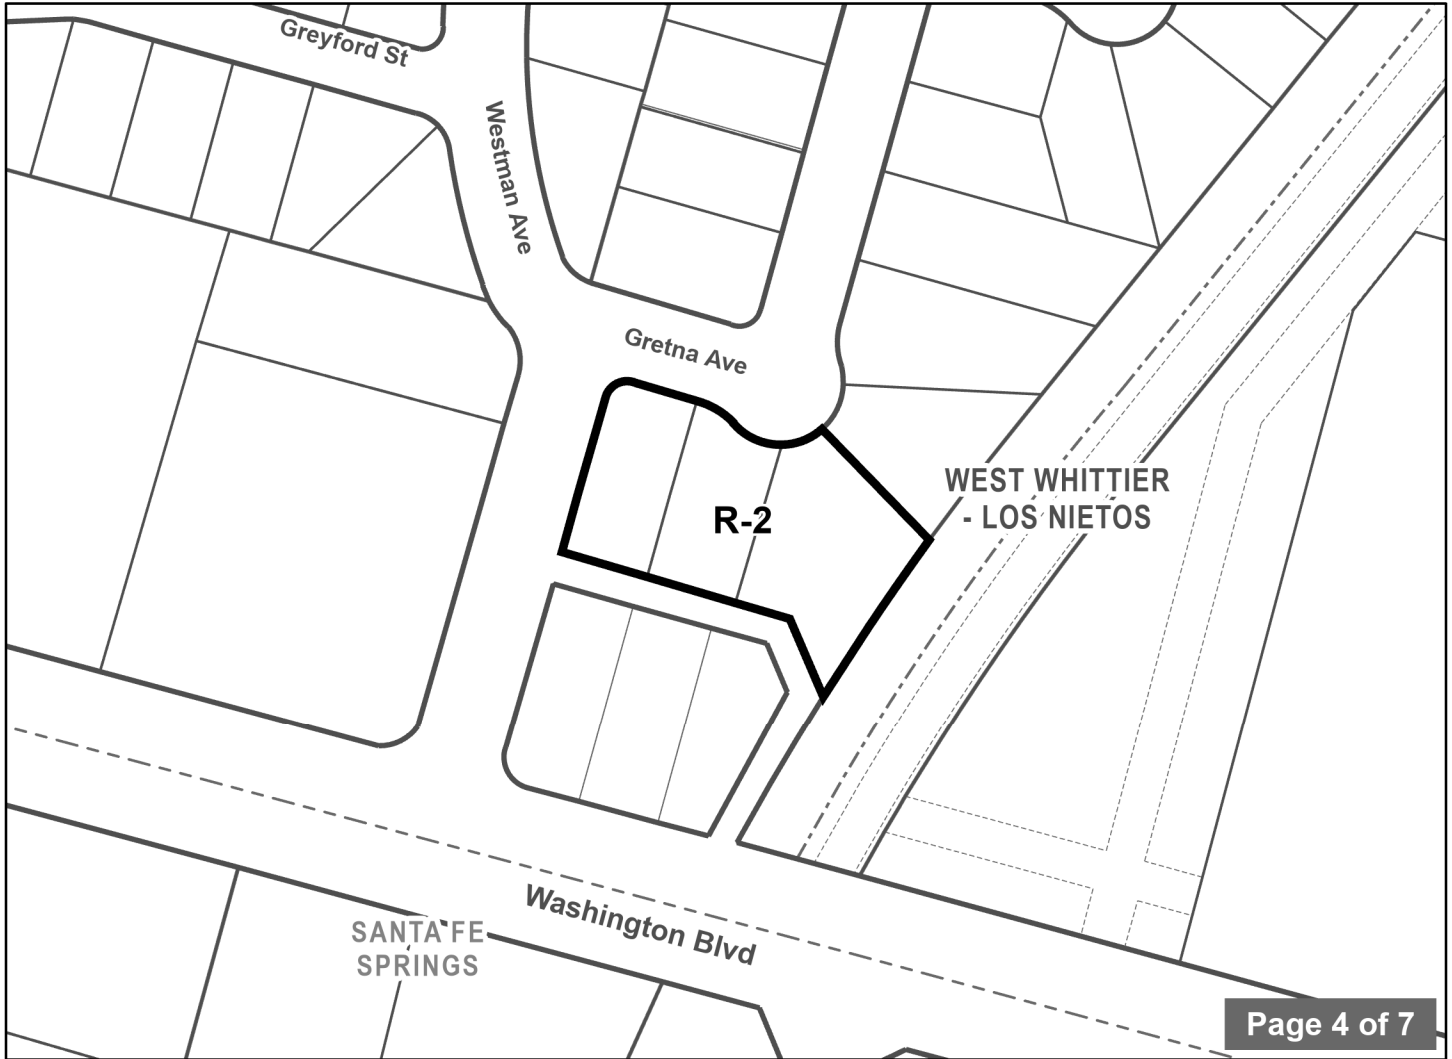 Greyford St
Westman Ave
Gretna Ave
WEST WHITTIER
- LOS NIETOS
R-2
Washington Blvd
SANTA FE
SPRINGS
Page 4 of 7